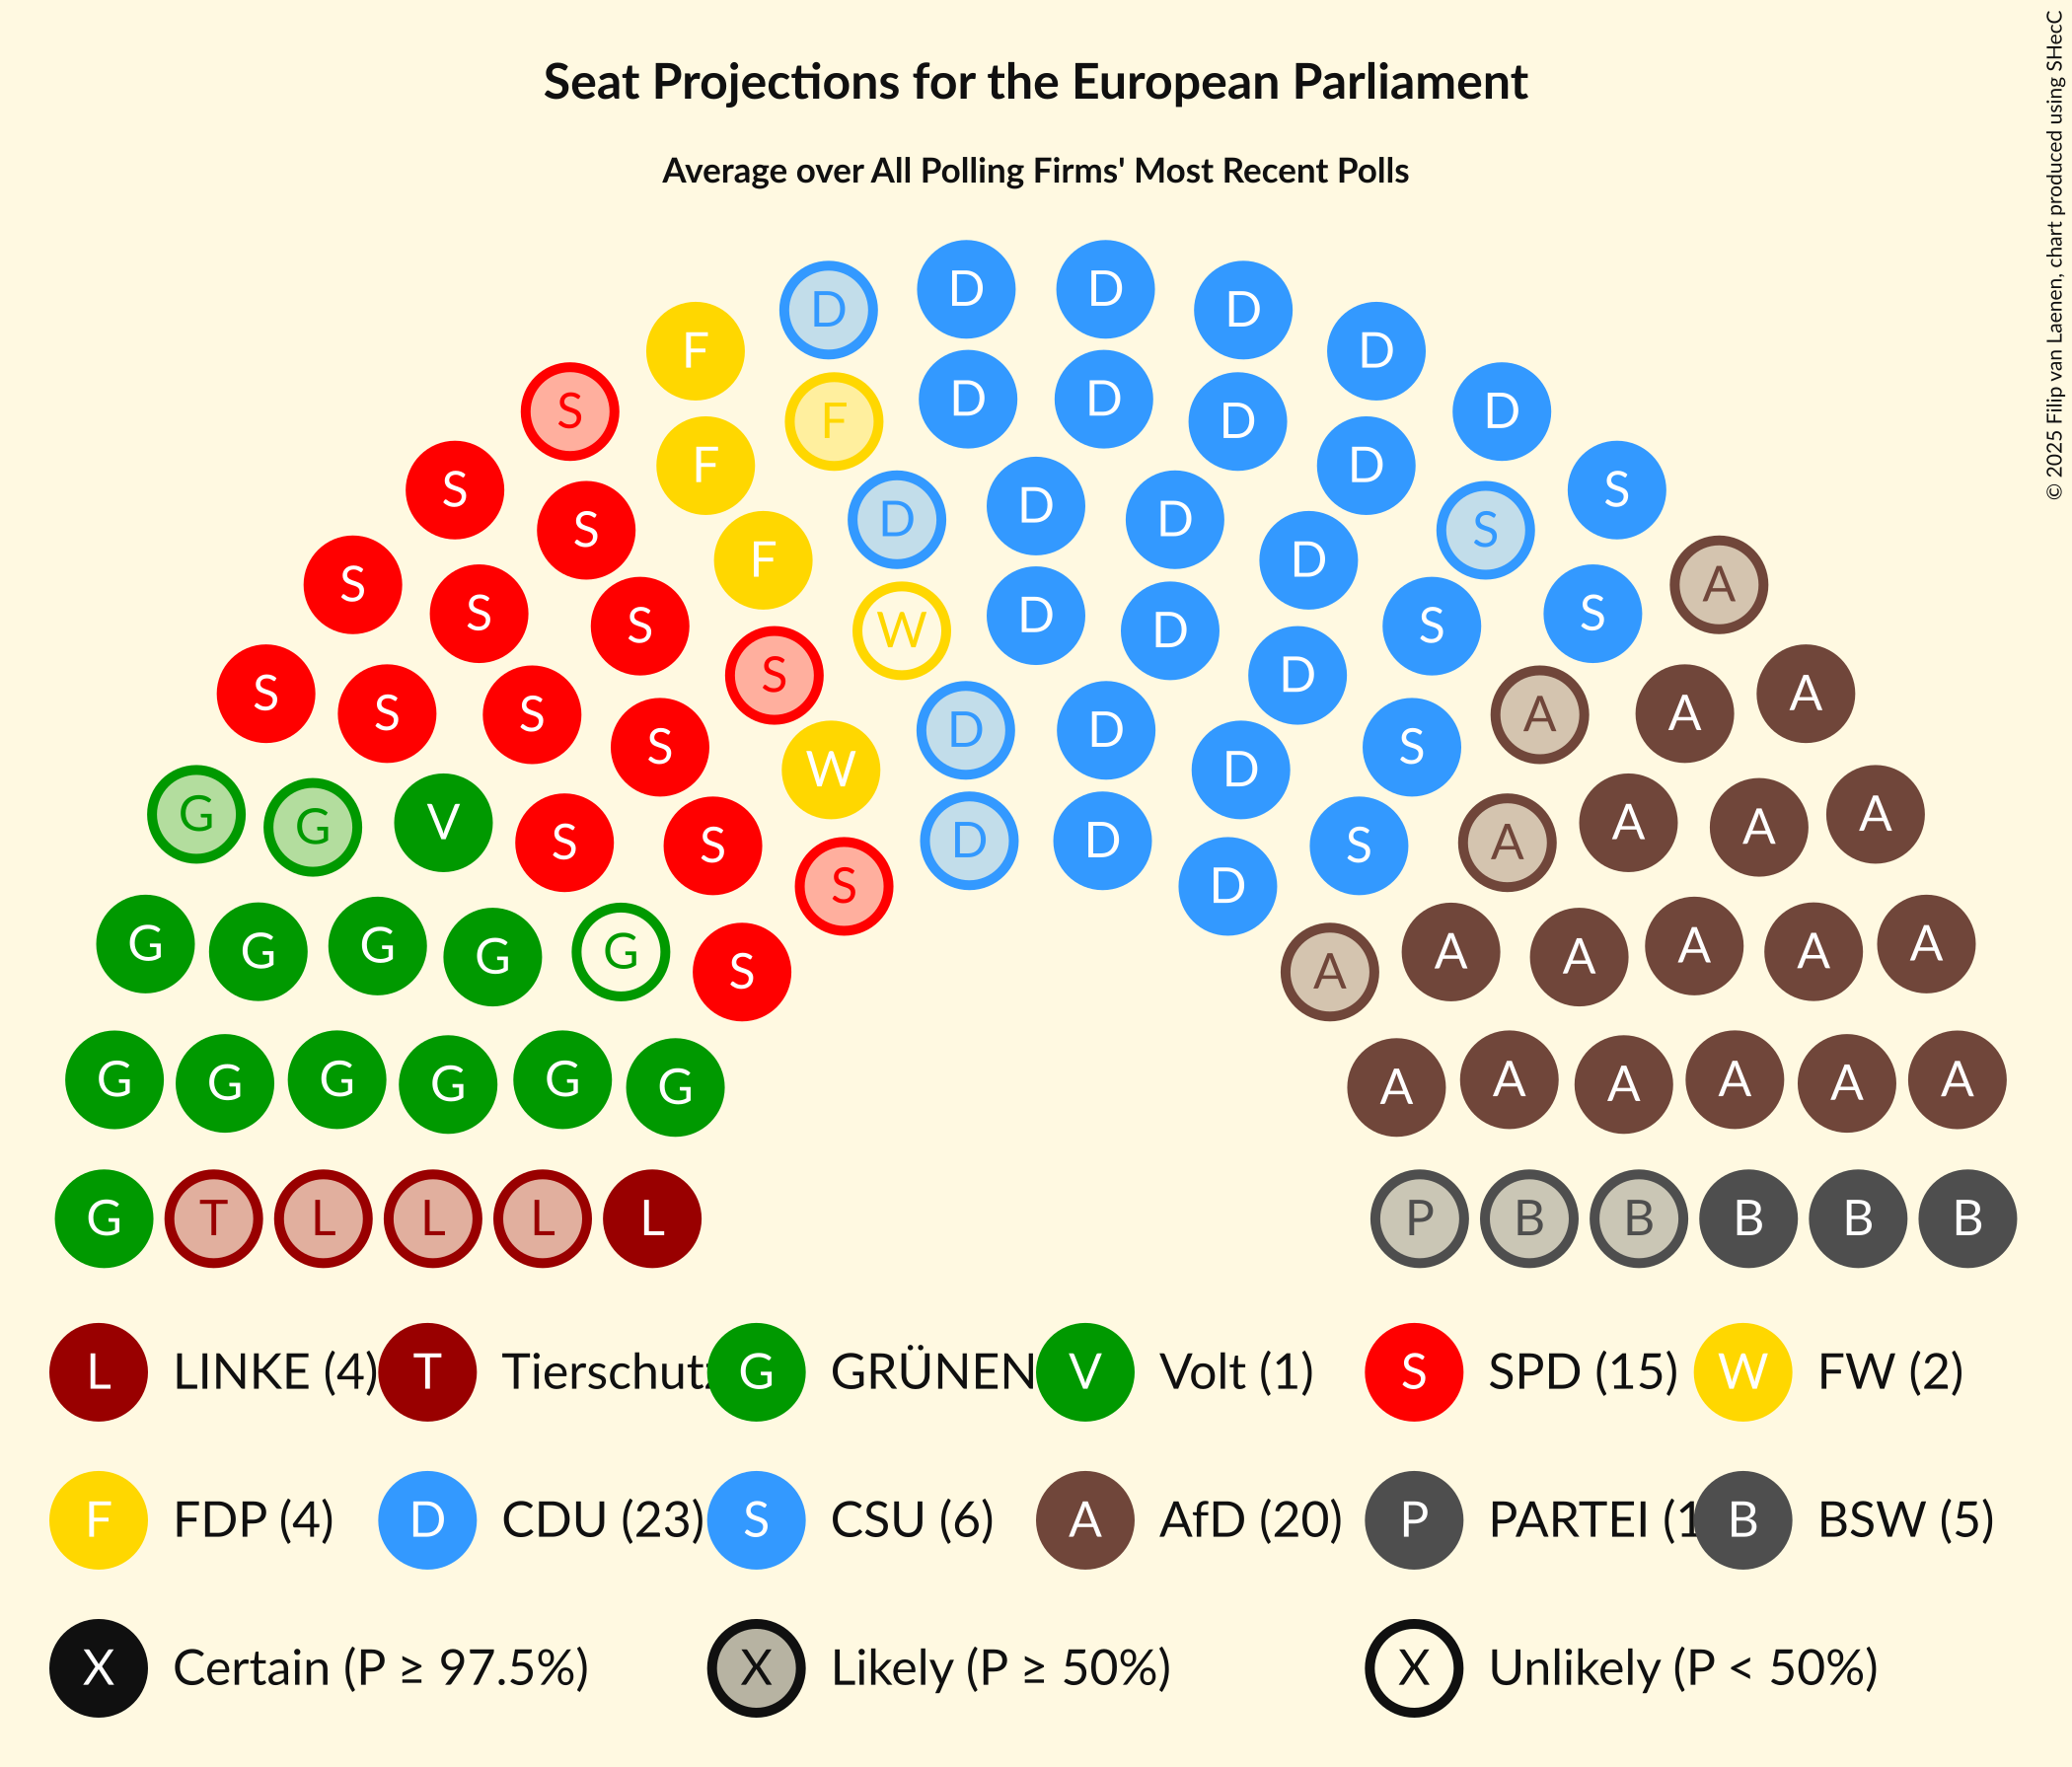 Seat Projections for the European Parliament
Average over All Polling Firms' Most Recent Polls
© 2025 Filip van Laenen, chart produced using SHecC
D D
D D
F D
D D
S D
F D
F D
S S
D
D D
S S
F D
S A
S D S
S W D S
S D
S A
S S A A
D D
S S
W D
G A
G V A A
S S D D S A
S D
G G G G G A A A A A
S A
G G G G G G A A A A A A
G T L L L L P B B B B B
L LINKE (4) T Tierschutz G GRÜNEN V Volt (1) S SPD (15) W FW (2)
F FDP (4) D CDU (23) S CSU (6) A AfD (20) P PARTEI (1 B BSW (5)
X Certain (P ≥ 97.5%) X Likely (P ≥ 50%) X Unlikely (P < 50%)